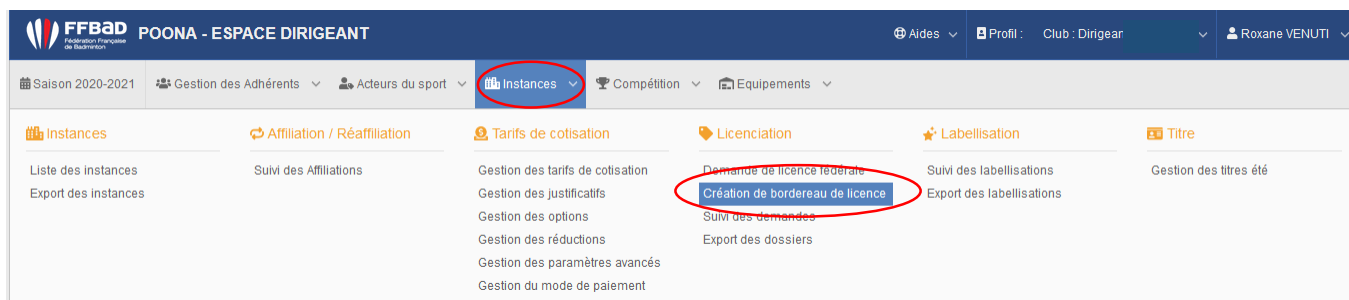 FFBaD
Fédération Française
de Badminton
POONA - ESPACE DIRIGEANT
Aides
Profil :
Club : Dirigean
Roxane VENUTI
Saison 2020-2021
Gestion des Adhérents
Acteurs du sport
Instances
Compétition
Equipements
Instances
Liste des instances
Export des instances
Affiliation / Réaffiliation
Suivi des Affiliations
Tarifs de cotisation
Gestion des tarifs de cotisation
Gestion des justificatifs
Gestion des options
Gestion des réductions
Gestion des paramètres avancés
Gestion du mode de paiement
Licenciation
Demande de licence fédérale
Création de bordereau de licence
Suivi des demandes
Export des dossiers
Labellisation
Suivi des labellisations
Export des labellisations
Titre
Gestion des titres été